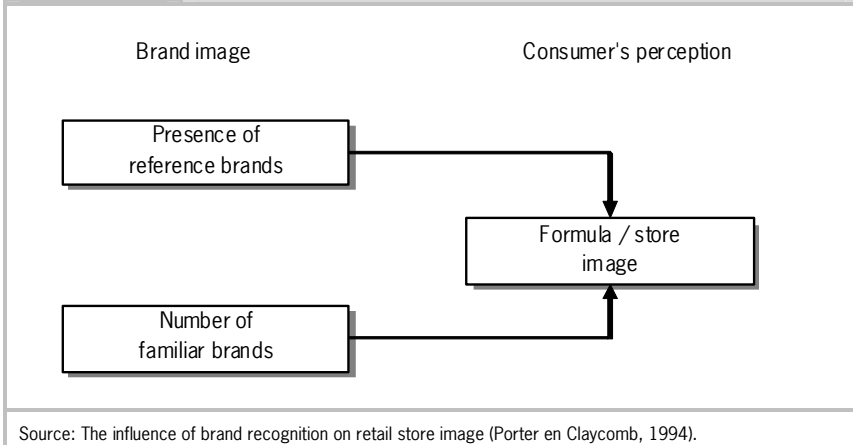 Brand image
Consumer's perception
Presence of
reference brands
Formula / store
image
Number of
familiar brands
Source: The influence of brand recognition on retail store image (Porter en Claycomb, 1994).